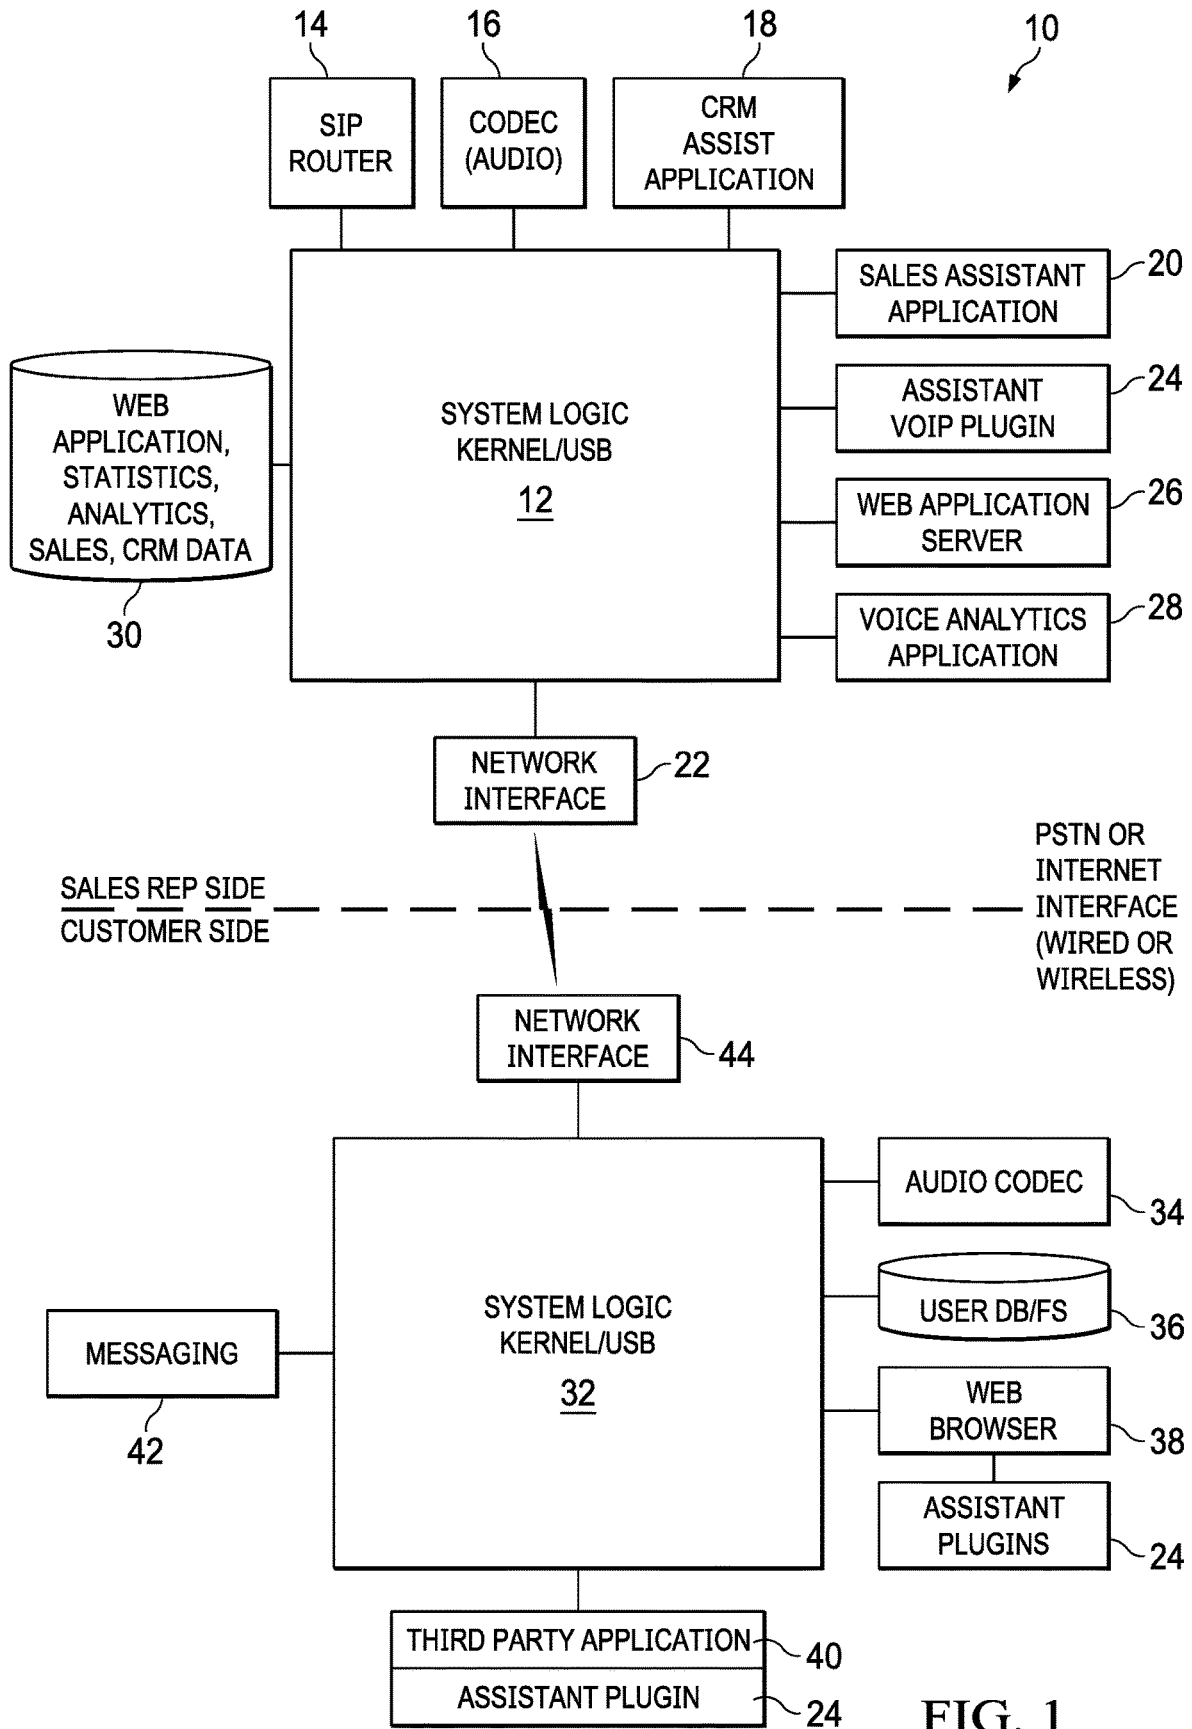 14
16
18
10
SIP
ROUTER
CODEC
(AUDIO)
CRM
ASSIST
APPLICATION
SALES ASSISTANT
APPLICATION
20
ASSISTANT
VOIP PLUGIN
24
WEB APPLICATION
SERVER
26
VOICE ANALYTICS
APPLICATION
28
WEB
APPLICATION,
STATISTICS,
ANALYTICS,
SALES, CRM DATA
30
SYSTEM LOGIC
KERNEL/USB
12
NETWORK
INTERFACE
22
SALES REP SIDE
CUSTOMER SIDE
PSTN OR
INTERNET
INTERFACE
(WIRED OR
WIRELESS)
NETWORK
INTERFACE
44
AUDIO CODEC
34
USER DB/FS
36
SYSTEM LOGIC
KERNEL/USB
32
MESSAGING
42
WEB
BROWSER
38
ASSISTANT
PLUGINS
24
THIRD PARTY APPLICATION
40
ASSISTANT PLUGIN
24
FIG. 1